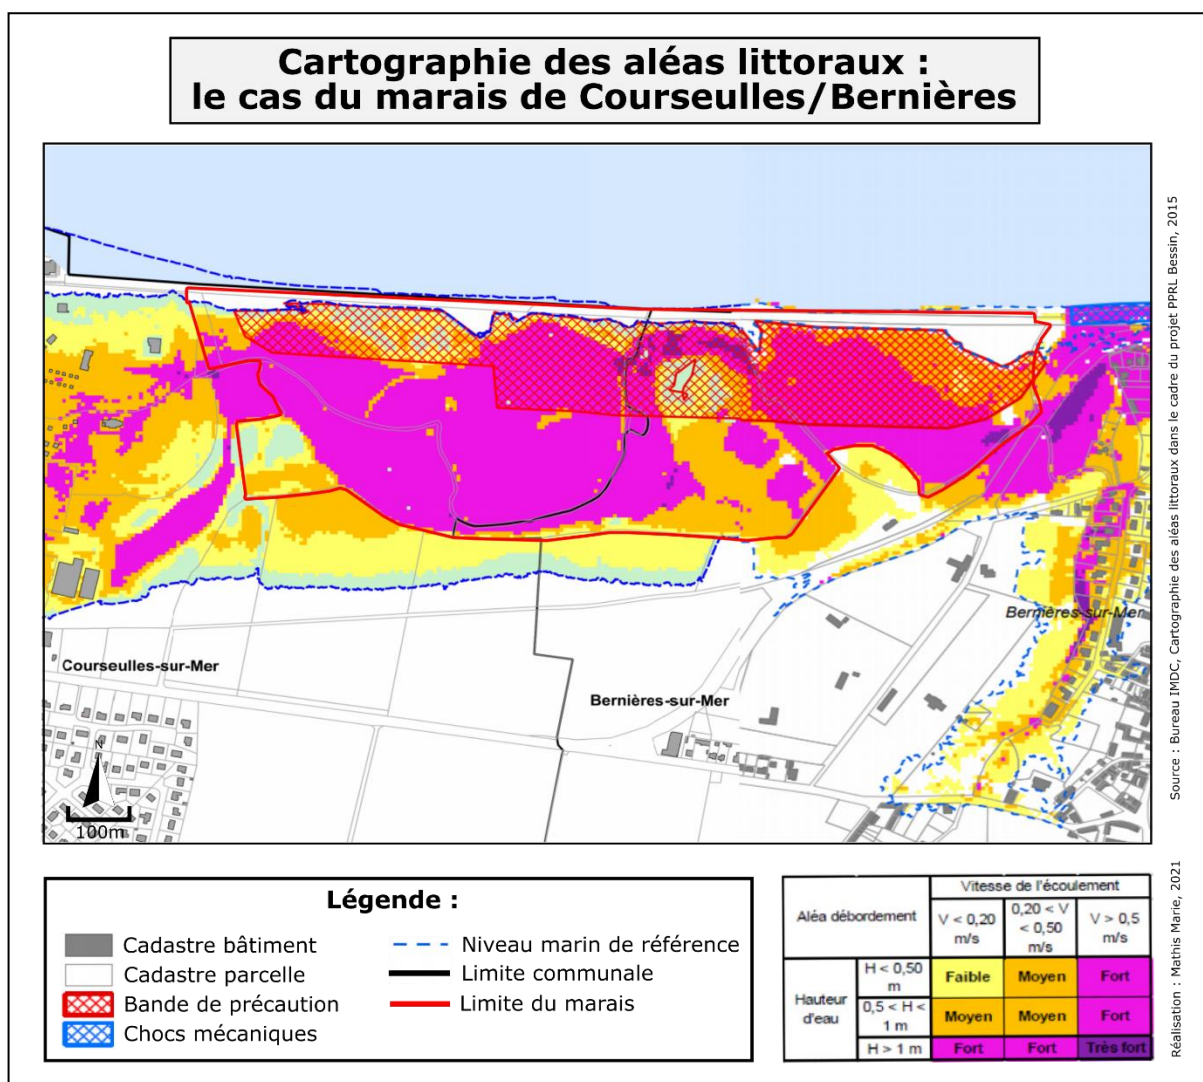 Cartographie des aléas littoraux :
le cas du marais de Courseulles/Bernières
Bernières-sur-Mer
Courseulles-sur-Mer
Bernières-sur-Mer
N
100m
Source : Bureau IMDC, Cartographie des aléas littoraux dans le cadre du projet PPRL Bessin, 2015
Réalisation : Mathis Marie, 2021
Légende :
Cadastre bâtiment
Cadastre parcelle
Bande de précaution
Chocs mécaniques
Niveau marin de référence
Limite communale
Limite du marais
Aléa débordement
Vitesse de l'écoulement
V < 0,20
m/s
0,20 < V
< 0,50
m/s
V > 0,5
m/s
Hauteur
d'eau
H < 0,50
m
Faible
Moyen
Fort
0,5 < H <
1 m
Moyen
Moyen
Fort
H > 1 m
Fort
Fort
Très fort